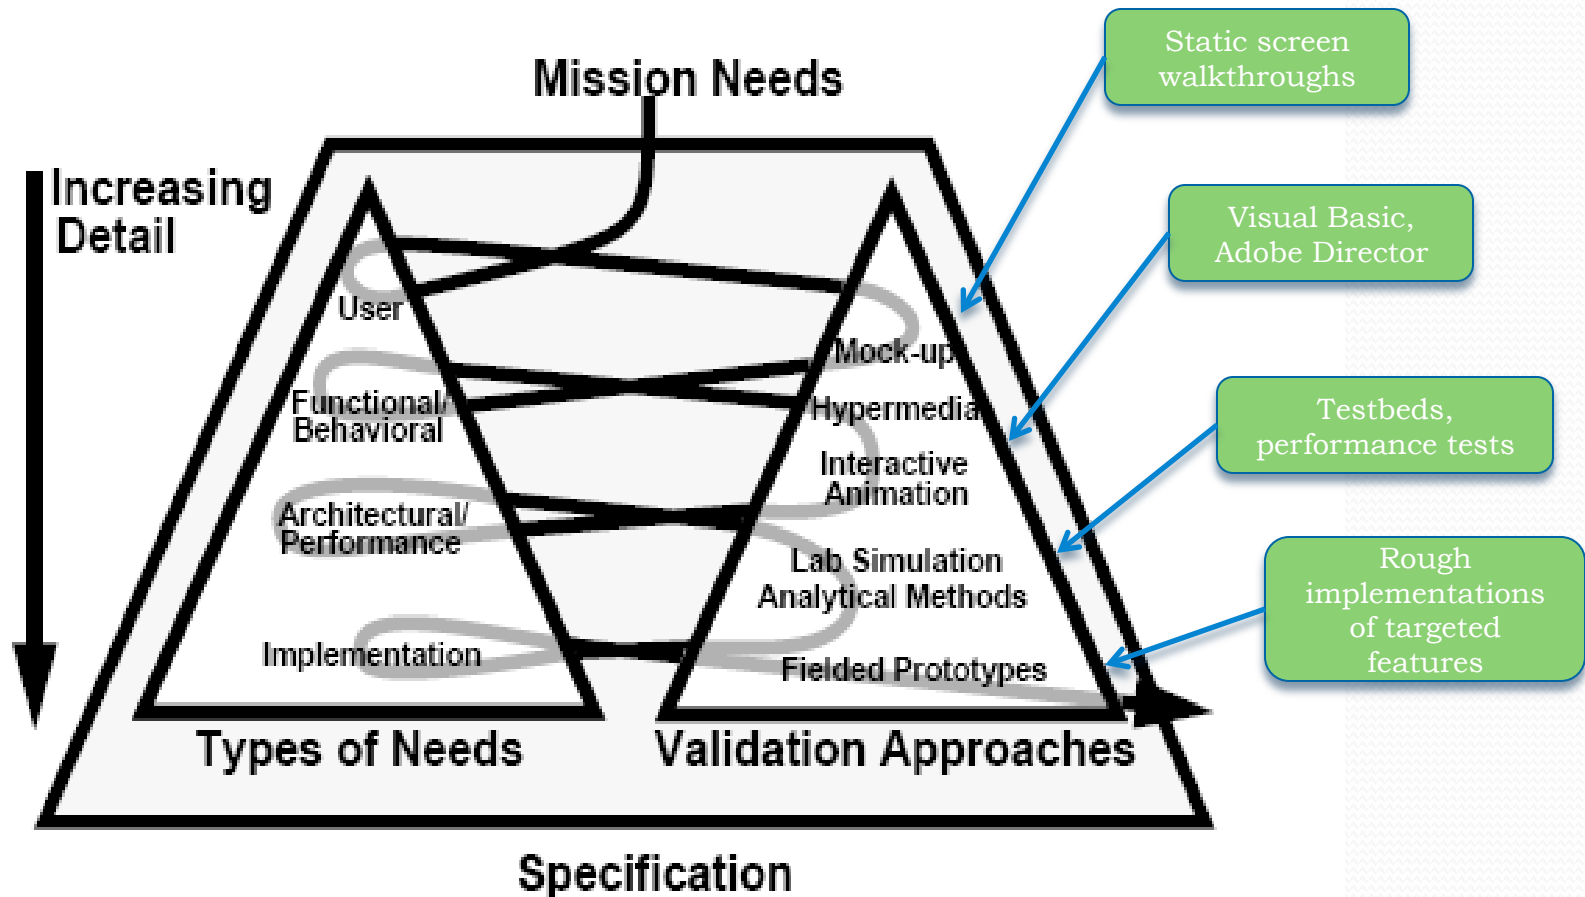 Mission Needs
Increasing
Detail
User
Functional/
Behavioral
Architectural/
Performance
Implementation
Types of Needs
Mock-up
Hypermedia
Interactive
Animation
Lab Simulation
Analytical Methods
Fielded Prototypes
Validation Approaches
Specification
Static screen
walkthroughs
Visual Basic,
Adobe Director
Testbeds,
performance tests
Rough
implementations
of targeted
features